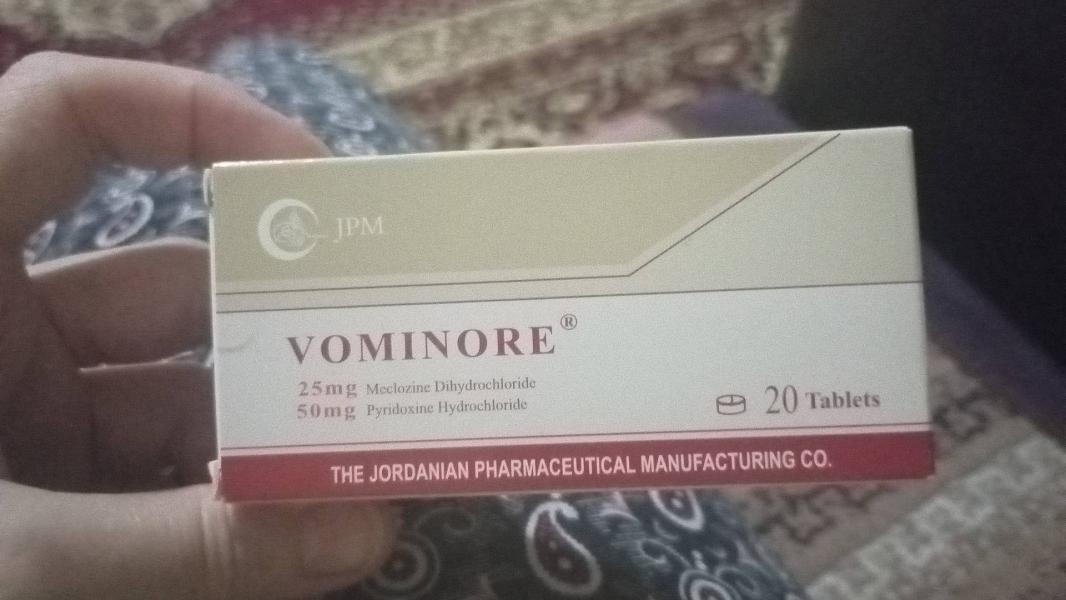 JPM
VOMINORE®
25mg Meclozine Dihydrochloride
50mg Pyridoxine Hydrochloride
20 Tablets
THE JORDANIAN PHARMACEUTICAL MANUFACTURING CO.